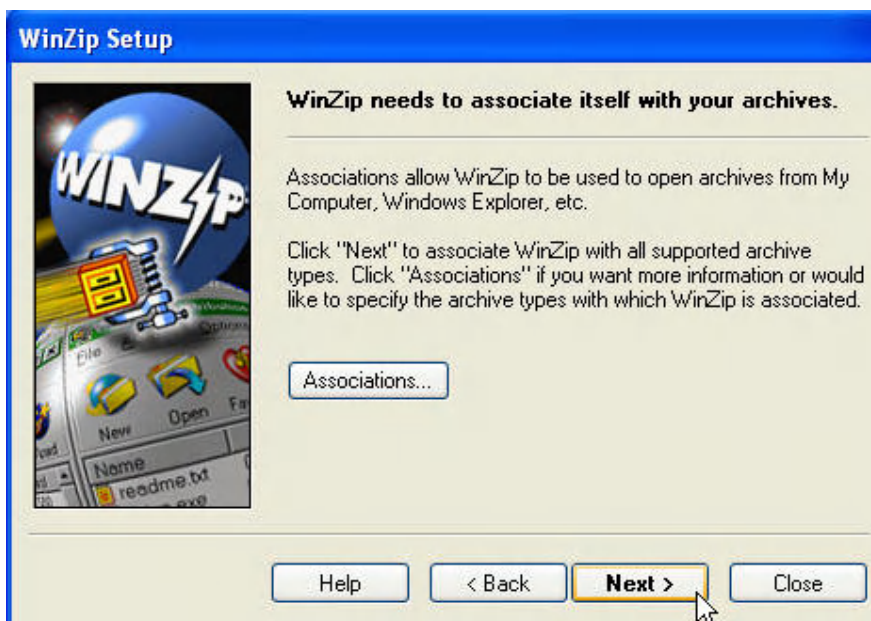 WinZip Setup
WinZip needs to associate itself with your archives.
Associations allow WinZip to be used to open archives from My
Computer, Windows Explorer, etc.
Click "Next" to associate WinZip with all supported archive
types.  Click "Associations" if you want more information or would
like to specify the archive types with which WinZip is associated.
Associations...
WINZIP
File
Options
New
Open
Name
readme.txt
Help
< Back
Next >
Close